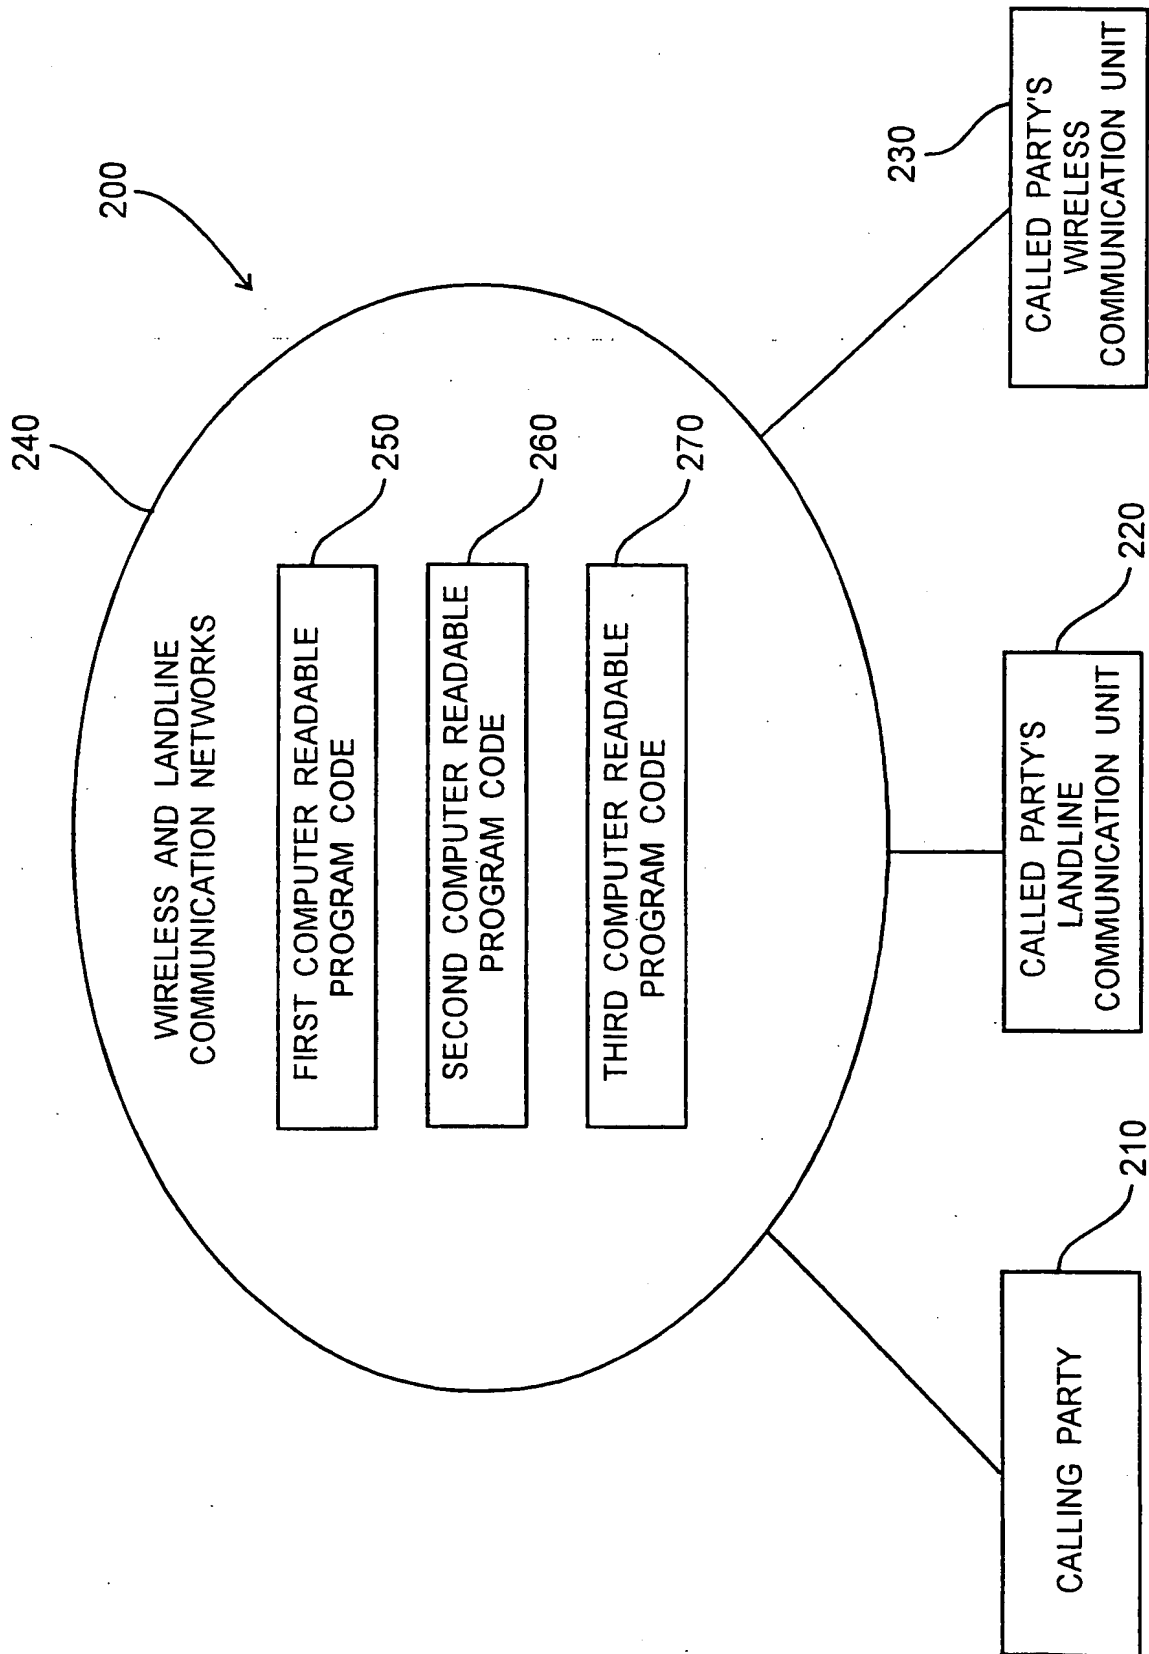 200
240
WIRELESS AND LANDLINE
COMMUNICATION NETWORKS
FIRST COMPUTER READABLE
PROGRAM CODE
250
SECOND COMPUTER READABLE
PROGRAM CODE
260
THIRD COMPUTER READABLE
PROGRAM CODE
270
CALLING PARTY
210
CALLED PARTY'S
LANDLINE
COMMUNICATION UNIT
220
CALLED PARTY'S
WIRELESS
COMMUNICATION UNIT
230